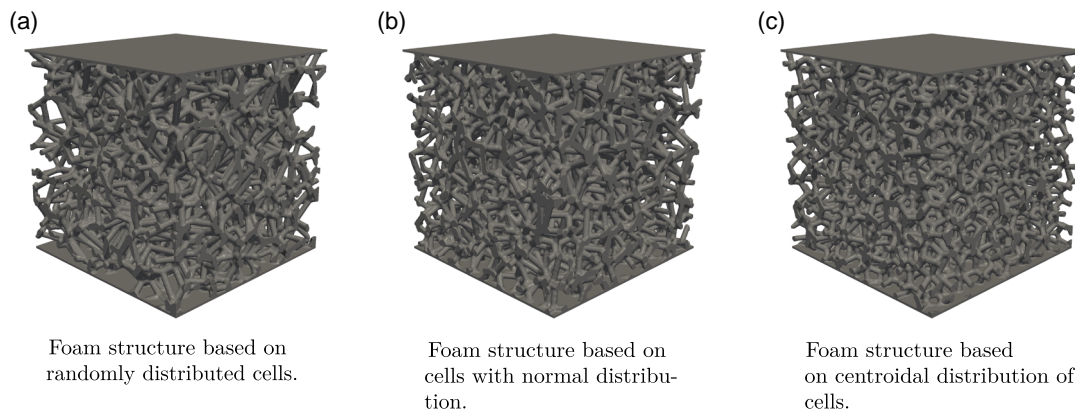 (a)
Foam structure based on
randomly distributed cells.
(b)
Foam structure based on
cells with normal distribu-
tion.
(c)
Foam structure based
on centroidal distribution of
cells.